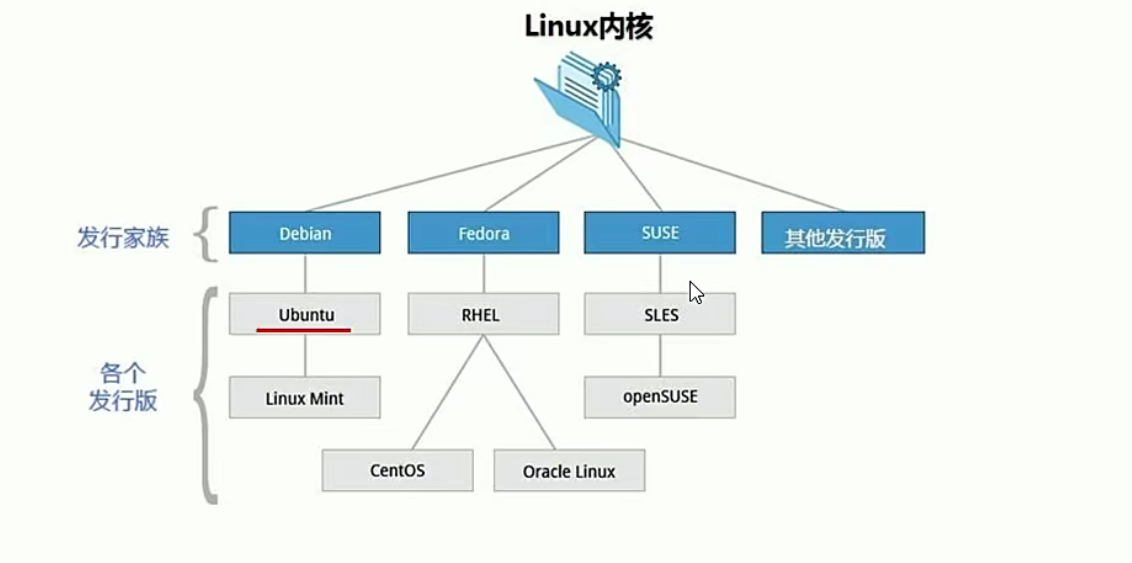 Linux内核
发行家族
Debian
Fedora
SUSE
其他发行版
各个
发行版
Ubuntu
RHEL
SLES
Linux Mint
openSUSE
CentOS
Oracle Linux